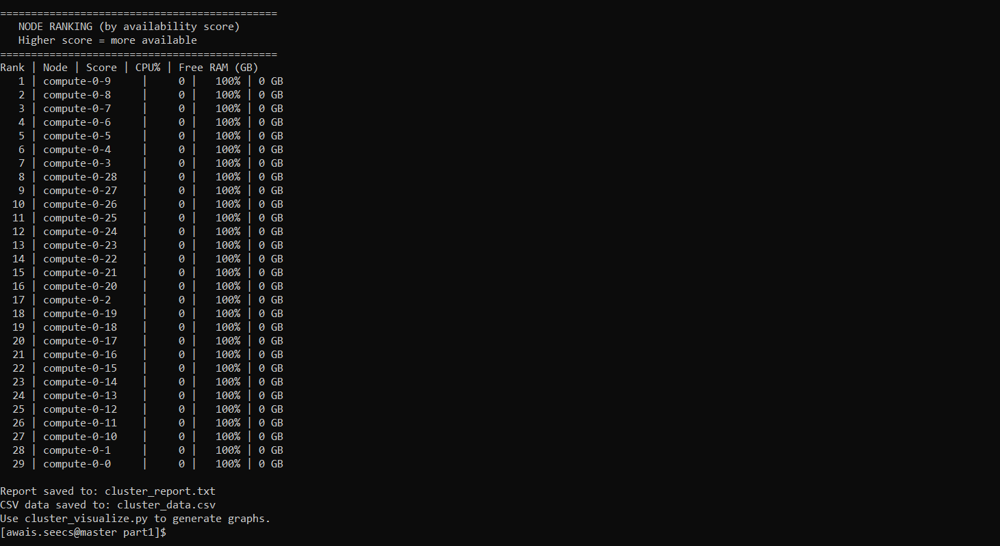 =============================================
   NODE RANKING (by availability score)
   Higher score = more available
=============================================
Rank | Node | Score | CPU% | Free RAM (GB)
   1 | compute-0-9     |     0 |   100% | 0 GB
   2 | compute-0-8     |     0 |   100% | 0 GB
   3 | compute-0-7     |     0 |   100% | 0 GB
   4 | compute-0-6     |     0 |   100% | 0 GB
   5 | compute-0-5     |     0 |   100% | 0 GB
   6 | compute-0-4     |     0 |   100% | 0 GB
   7 | compute-0-3     |     0 |   100% | 0 GB
   8 | compute-0-28    |     0 |   100% | 0 GB
   9 | compute-0-27    |     0 |   100% | 0 GB
  10 | compute-0-26    |     0 |   100% | 0 GB
  11 | compute-0-25    |     0 |   100% | 0 GB
  12 | compute-0-24    |     0 |   100% | 0 GB
  13 | compute-0-23    |     0 |   100% | 0 GB
  14 | compute-0-22    |     0 |   100% | 0 GB
  15 | compute-0-21    |     0 |   100% | 0 GB
  16 | compute-0-20    |     0 |   100% | 0 GB
  17 | compute-0-2     |     0 |   100% | 0 GB
  18 | compute-0-19    |     0 |   100% | 0 GB
  19 | compute-0-18    |     0 |   100% | 0 GB
  20 | compute-0-17    |     0 |   100% | 0 GB
  21 | compute-0-16    |     0 |   100% | 0 GB
  22 | compute-0-15    |     0 |   100% | 0 GB
  23 | compute-0-14    |     0 |   100% | 0 GB
  24 | compute-0-13    |     0 |   100% | 0 GB
  25 | compute-0-12    |     0 |   100% | 0 GB
  26 | compute-0-11    |     0 |   100% | 0 GB
  27 | compute-0-10    |     0 |   100% | 0 GB
  28 | compute-0-1     |     0 |   100% | 0 GB
  29 | compute-0-0     |     0 |   100% | 0 GB

Report saved to: cluster_report.txt
CSV data saved to: cluster_data.csv
Use cluster_visualize.py to generate graphs.
[awais.seecs@master part1]$